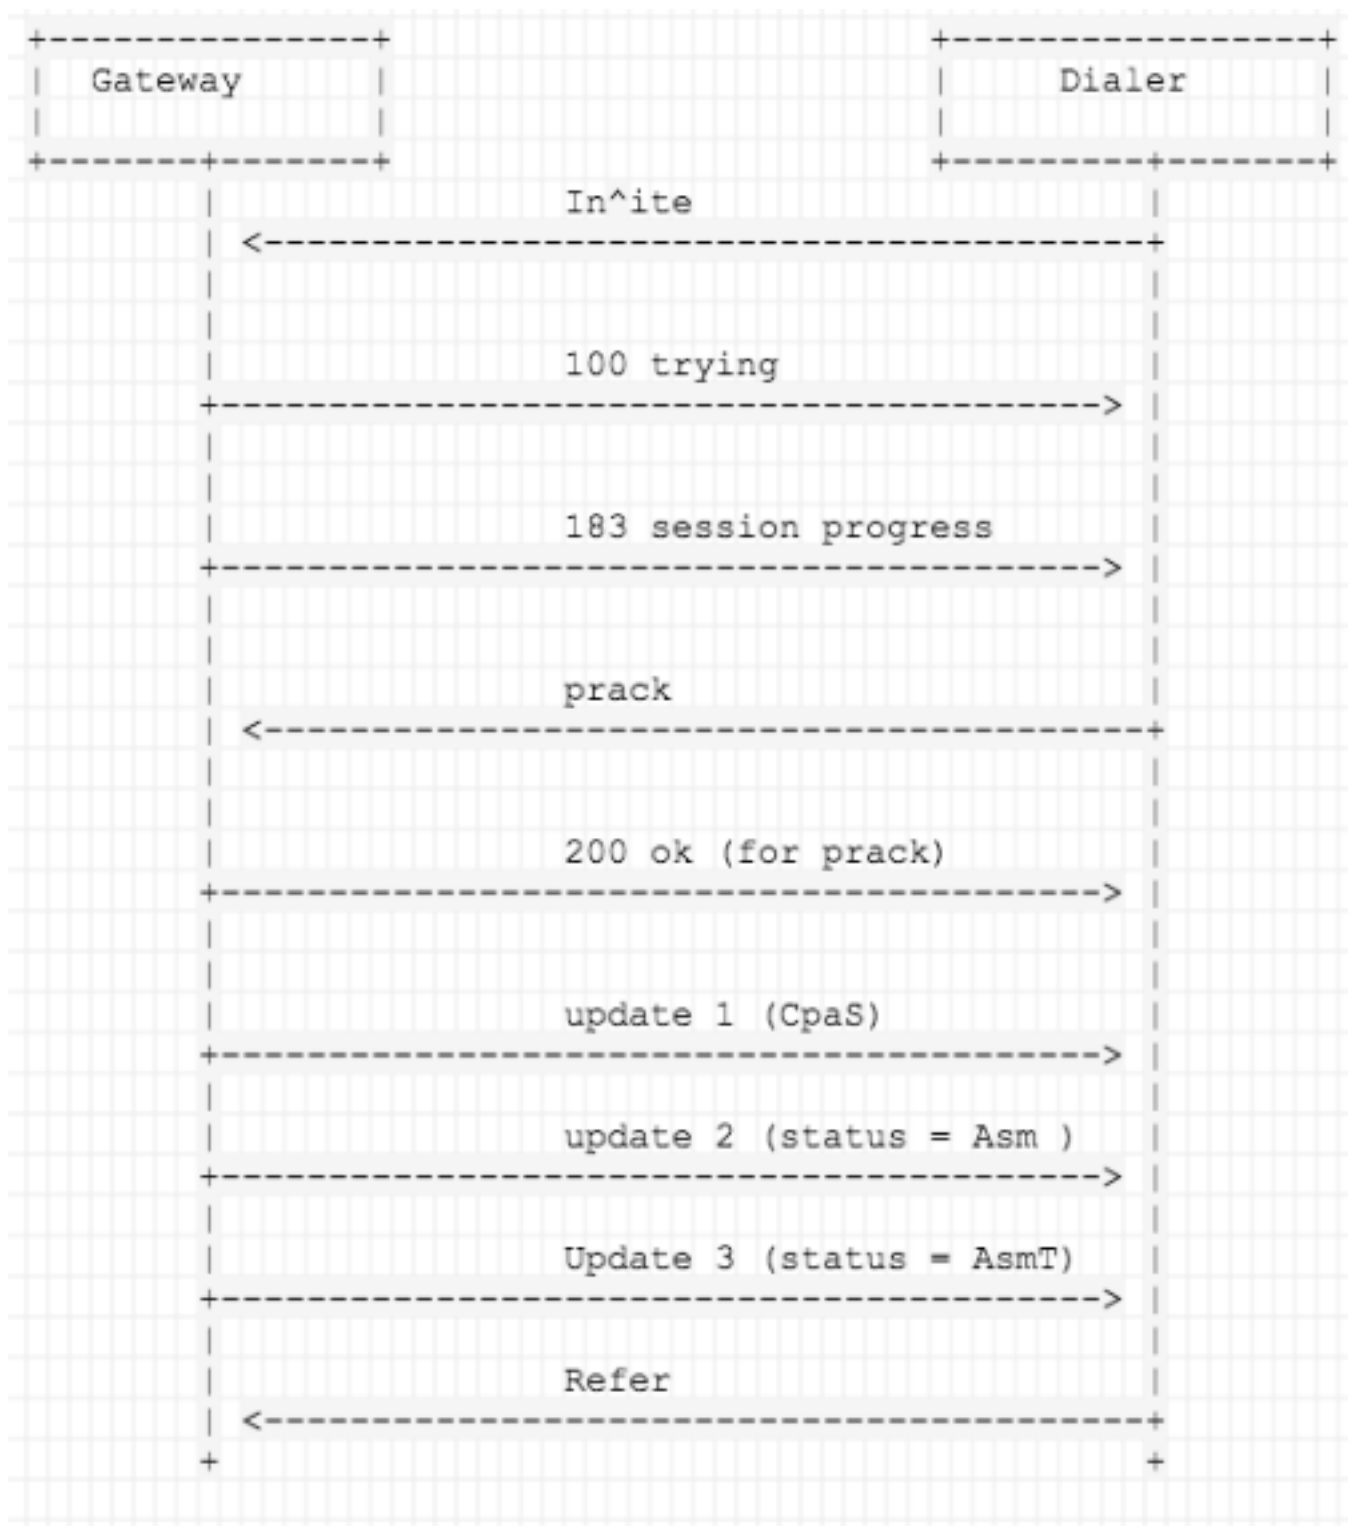 Gateway
Dialer
In^ite
100 trying
183 session progress
prack
200 ok (for prack)
update 1 (CpaS)
update 2 (status = Asm )
Update 3 (status = AsmT)
Refer